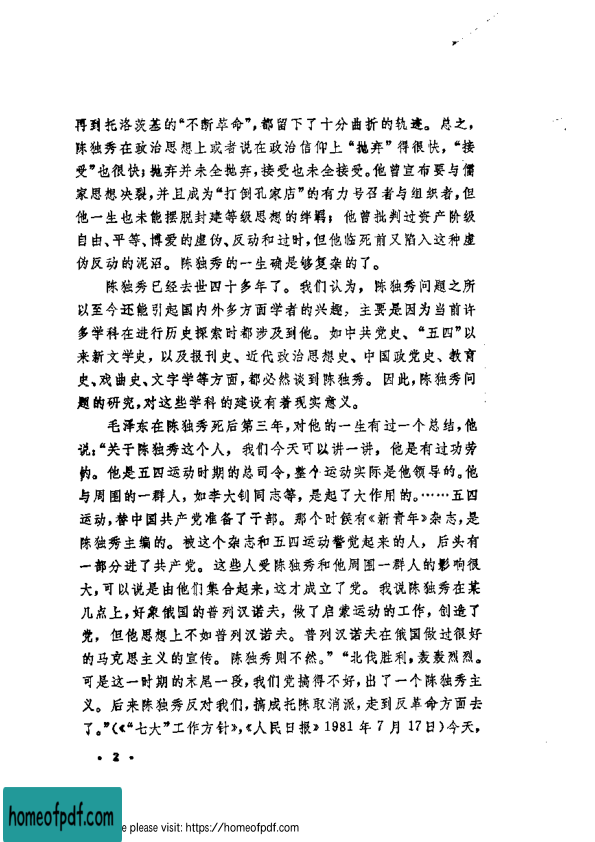 再到托洛茨基的“不断革命”,都留下了十分曲折的轨迹。总之,
陈独秀在政治思想上或者说在政治信仰上“抛弃”得很快,“接
受”也很快;抛弃并未全抛弃,接受也未全接受。他曾宣布要与儒
家思想决裂,并且成为“打倒孔家店”的有力号召者与组织者,但
他一生也未能摆脱封建等级思想的绊羁;他曾批判过资产阶级
自由、平等、博爱的虚伪、反动和过时,但他临死前又陷入这种虚
伪反动的泥沼。陈独秀的一生确是够复杂的了。
陈独秀已经去世四十多年了。我们认为,陈独秀问题之所
以至今还能引起国内外多方面学者的兴趣,主要是因为当前许
多学科在进行历史探索时都涉及到他。如中共党史、“五四”以
来新文学史,以及报刊史、近代政治思想史、中国政党史、教育
史、戏曲史、文字学等方面,都必然谈到陈独秀。因此,陈独秀问
题的研究,对这些学科的建设有着现实意义。
毛泽东在陈独秀死后第三年,对他的一生有过一个总结,他
说:“关于陈独秀这个人,我们今天可以讲一讲,他是有过功劳
的。他是五四运动时期的总司令,整个运动实际是他领导的。他
与周围的一群人,如李大钊同志等,是起了大作用的。……五四
运动,替中国共产党准备了干部。那个时候有《新青年》杂志,是
陈独秀主编的。被这个杂志和五四运动警觉起来的人,后头有
一部分进了共产党。这些人受陈独秀和他周围一群人的影响很
大,可以说是由他们集合起来,这才成立了党。我说陈独秀在某
几点上,好象俄国的普列汉诺夫,做了启蒙运动的工作,创造了
党,但他思想上不如普列汉诺夫。普列汉诺夫在俄国做过很好
的马克思主义的宣传。陈独秀则不然。”“北伐胜利,轰轰烈烈。
可是这一时期的末尾一段,我们党搞得不好,出了一个陈独秀主
义。后来陈独秀反对我们,搞成托陈取消派,走到反革命方面去
了。”(《“七大”工作方针》,《人民日报》1981年7月17日)今天,
• 2 •
homeofpdf.com
e please visit: https://homeofpdf.com